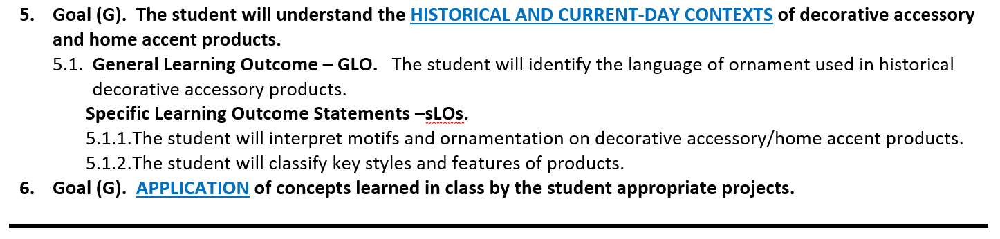 5. Goal (G). The student will understand the HISTORICAL AND CURRENT-DAY CONTEXTS of decorative accessory
and home accent products.
5.1. General Learning Outcome – GLO. The student will identify the language of ornament used in historical
decorative accessory products.
Specific Learning Outcome Statements –sLOs.
5.1.1.The student will interpret motifs and ornamentation on decorative accessory/home accent products.
5.1.2.The student will classify key styles and features of products.
6. Goal (G). APPLICATION of concepts learned in class by the student appropriate projects.